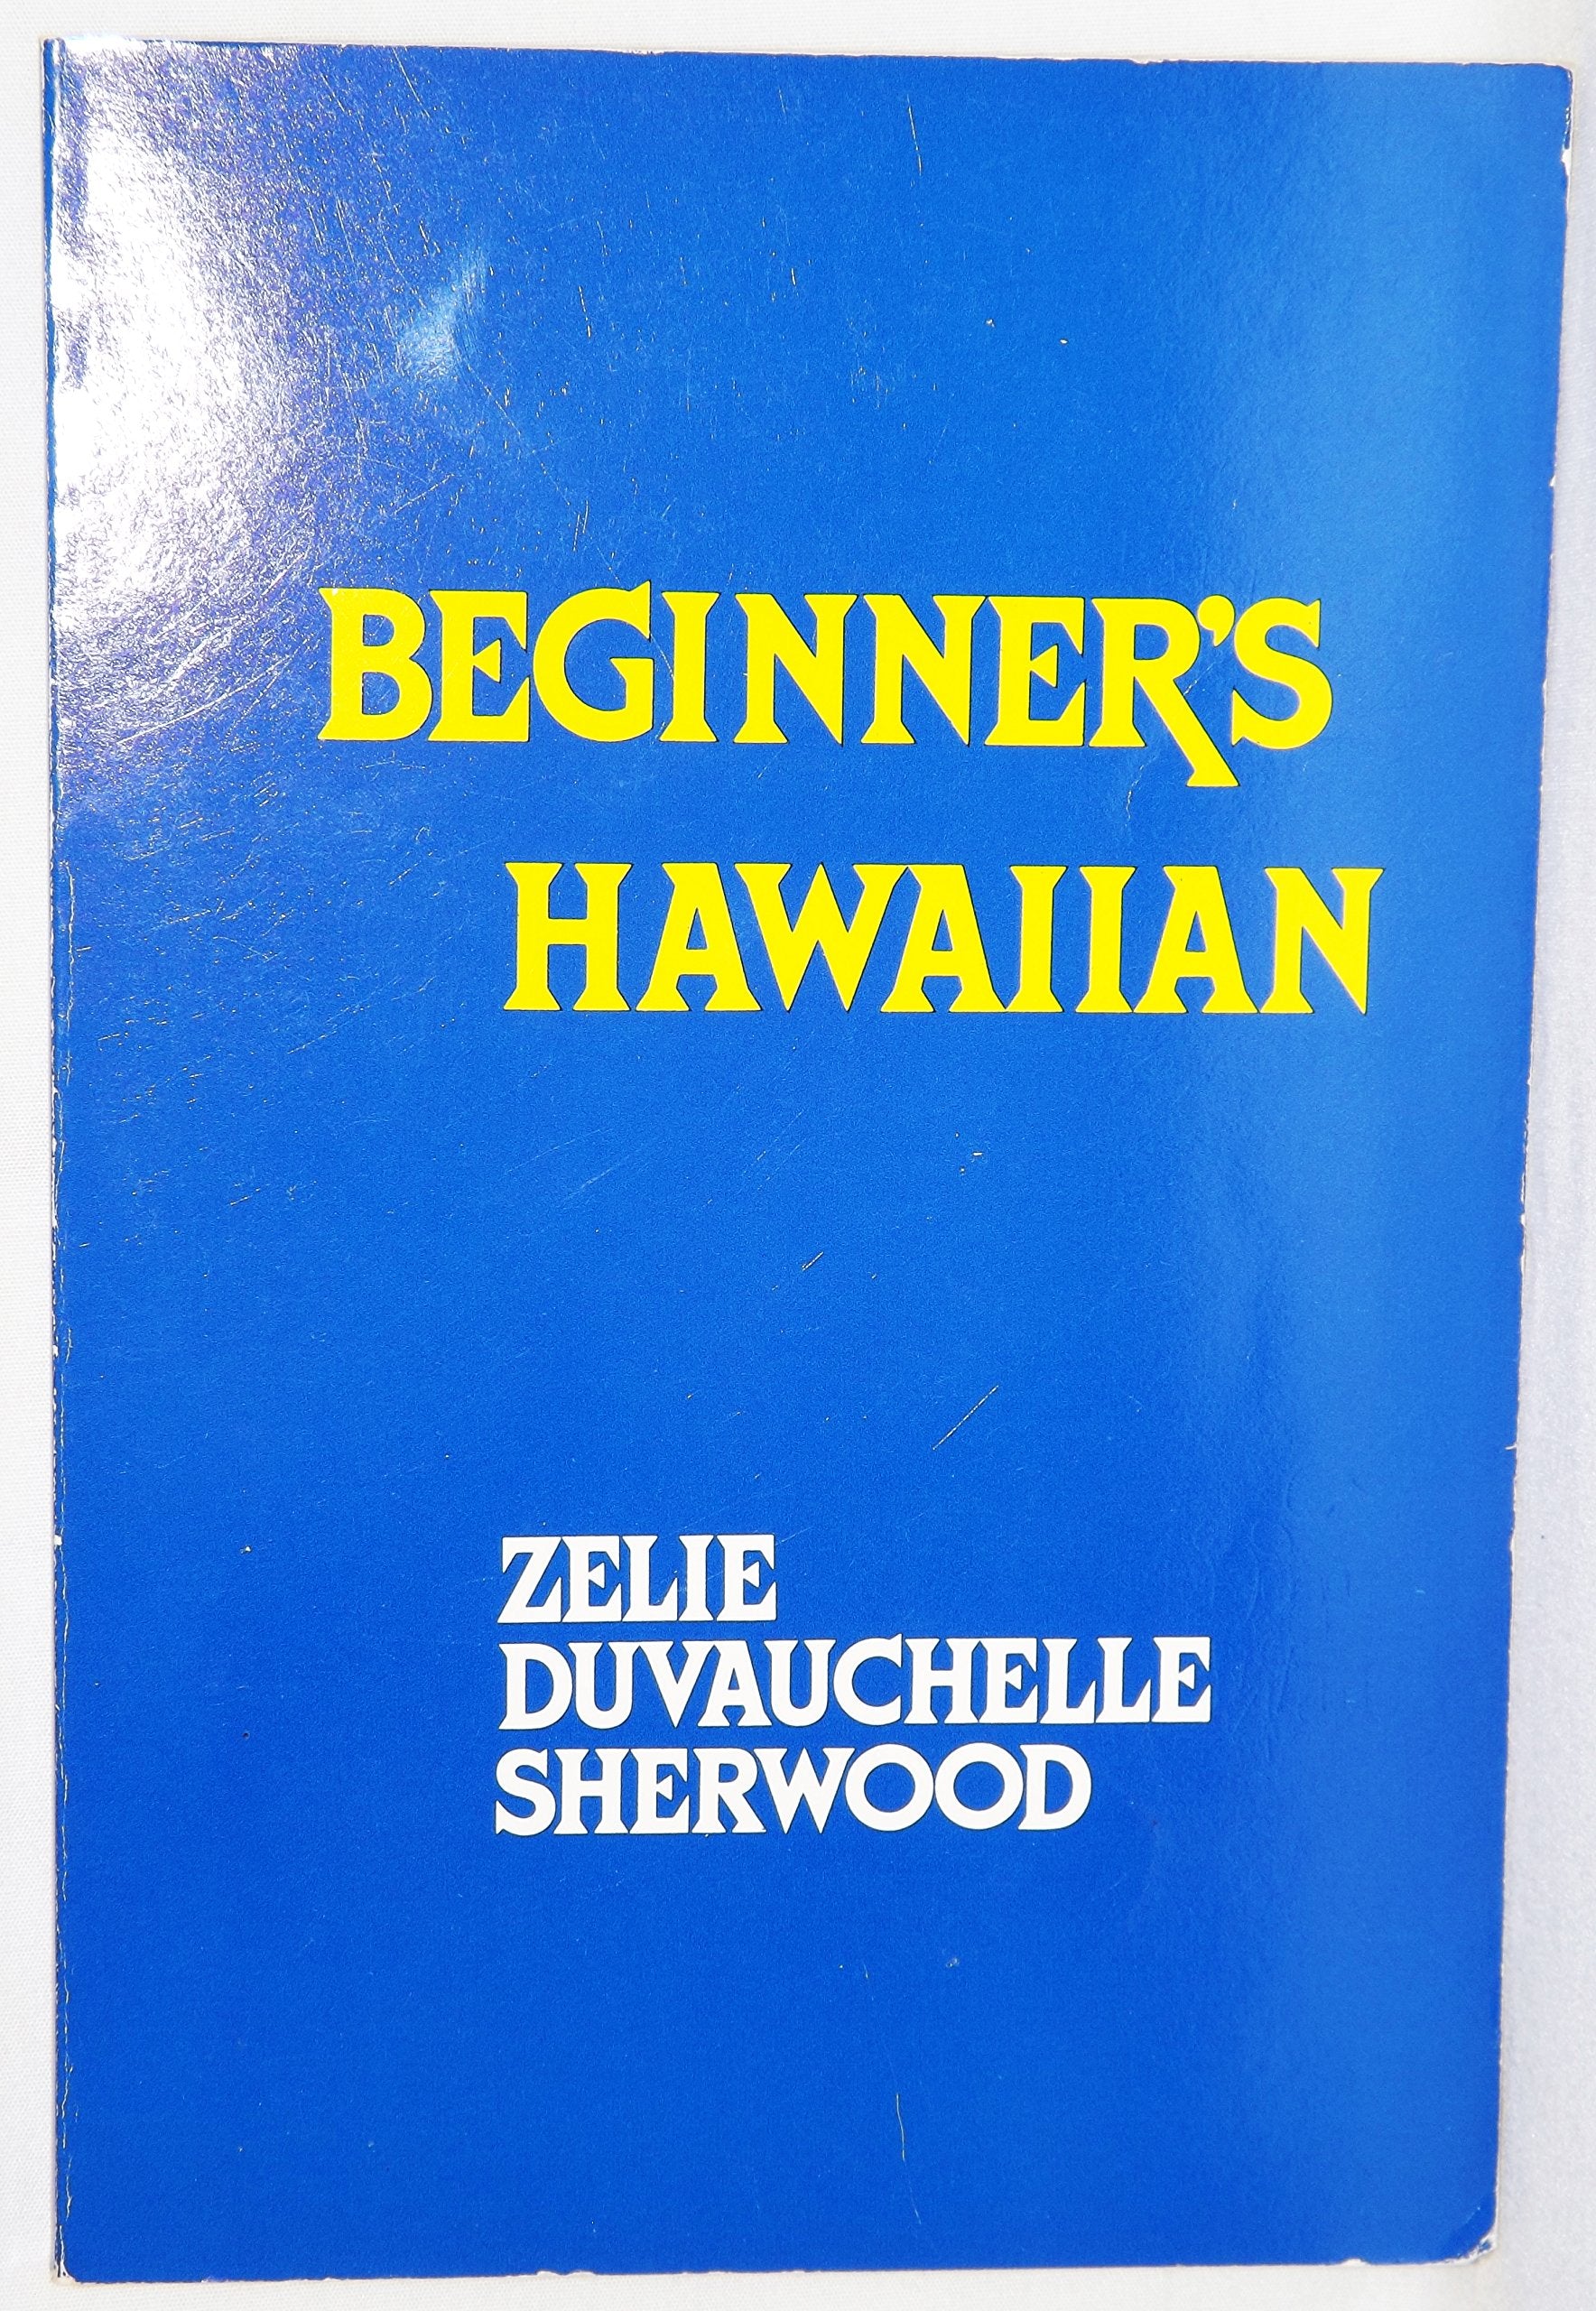 BEGINNER'S
HAWAIIAN
ZELIE
DUVAUCHELLE
SHERWOOD